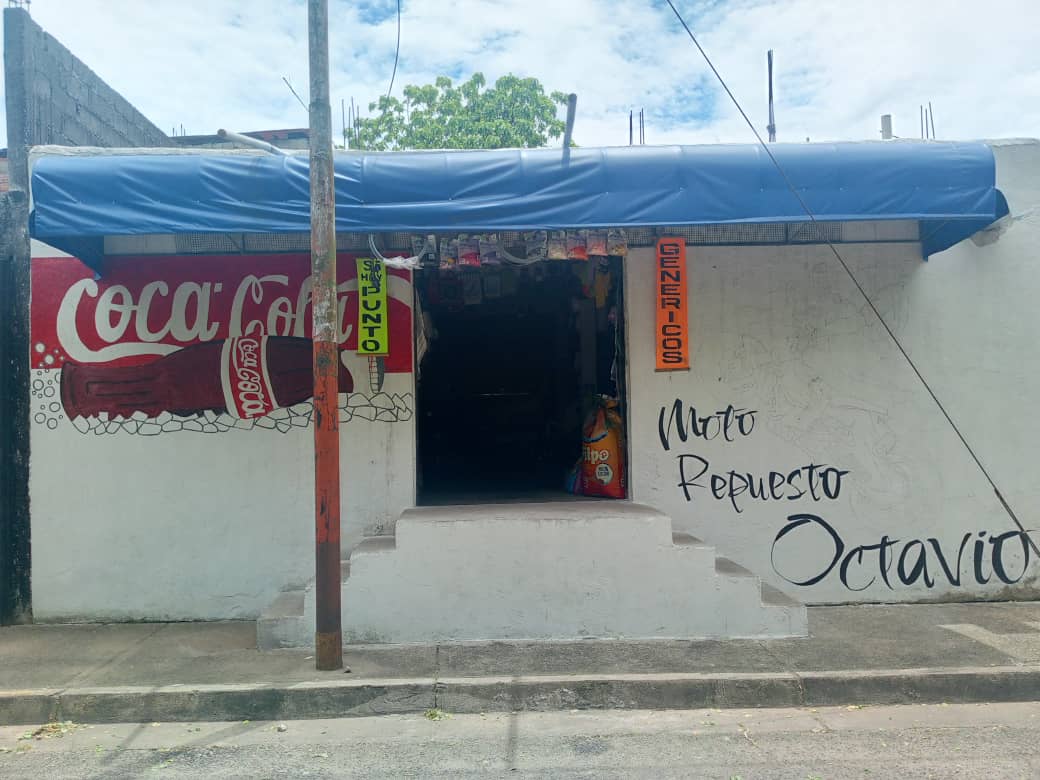 Coca-Cola
Coca Cola
PUNTO
GENERICOS
Moto
Repuesto
Octavio